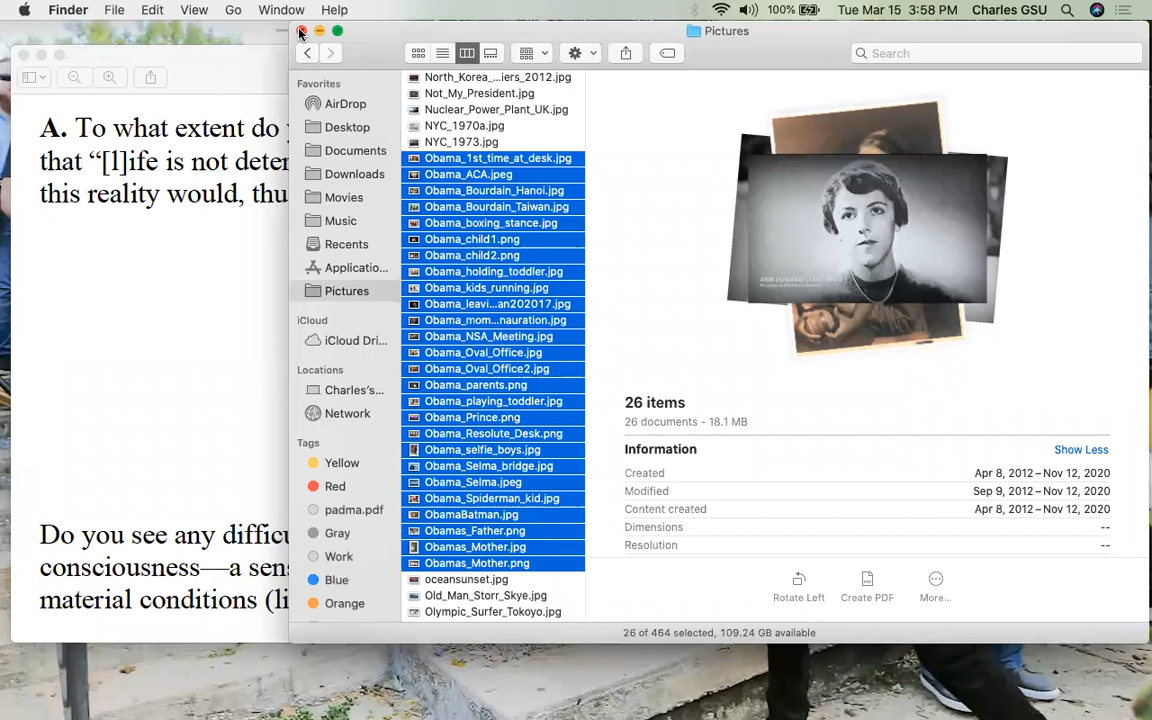 Finder File Edit View Go Window Help 100% Tue Mar 15 3:58 PM Charles GSU
Pictures
Search
A. To what extent do
that “[l]ife is not deter
this reality would, thu
Do you see any difficu
consciousness—a sens
material conditions (li
Favorites
AirDrop
Desktop
Documents
Downloads
Movies
Music
Recents
Applicatio...
Pictures
iCloud
iCloud Dri...
Locations
Charles's...
Network
Tags
Yellow
Red
padma.pdf
Gray
Work
Blue
Orange
North_Korea_...iers_2012.jpg
Not_My_President.jpg
Nuclear_Power_Plant_UK.jpg
NYC_1970a.jpg
NYC_1973.jpg
Obama_1st_time_at_desk.jpg
Obama_ACA.jpeg
Obama_Bourdain_Hanoi.jpg
Obama_Bourdain_Taiwan.jpg
Obama_boxing_stance.jpg
Obama_child1.png
Obama_child2.png
Obama_holding_toddler.jpg
Obama_kids_running.jpg
Obama_leavi...an202017.jpg
Obama_mom...nauration.jpg
Obama_NSA_Meeting.jpg
Obama_Oval_Office.jpg
Obama_Oval_Office2.jpg
Obama_parents.png
Obama_playing_toddler.jpg
Obama_Prince.png
Obama_Resolute_Desk.png
Obama_selfie_boys.jpg
Obama_Selma_bridge.jpg
Obama_Selma.jpeg
Obama_Spiderman_kid.jpg
ObamaBatman.jpg
Obamas_Father.png
Obamas_Mother.jpg
Obamas_Mother.png
oceansunset.jpg
Old_Man_Storr_Skye.jpg
Olympic_Surfer_Tokoyo.jpg
26 items
26 documents - 18.1 MB
Information Show Less
Created Apr 8, 2012 – Nov 12, 2020
Modified Sep 9, 2012 – Nov 12, 2020
Content created Apr 8, 2012 – Nov 12, 2020
Dimensions --
Resolution --
Rotate Left Create PDF More...
26 of 464 selected, 109.24 GB available